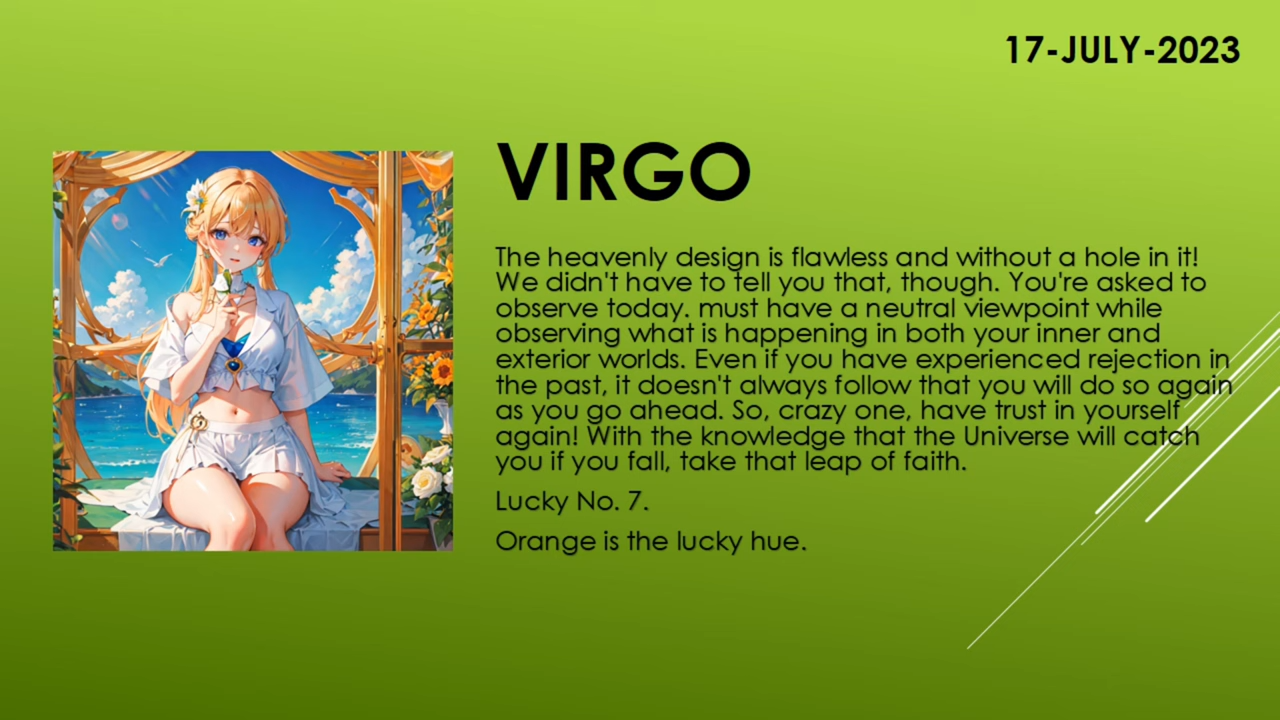 17-JULY-2023
VIRGO
The heavenly design is flawless and without a hole in it!
We didn't have to tell you that, though. You're asked to
observe today. must have a neutral viewpoint while
observing what is happening in both your inner and
exterior worlds. Even if you have experienced rejection in
the past, it doesn't always follow that you will do so again
as you go ahead. So, crazy one, have trust in yourself
again! With the knowledge that the Universe will catch
you if you fall, take that leap of faith.
Lucky No. 7.
Orange is the lucky hue.